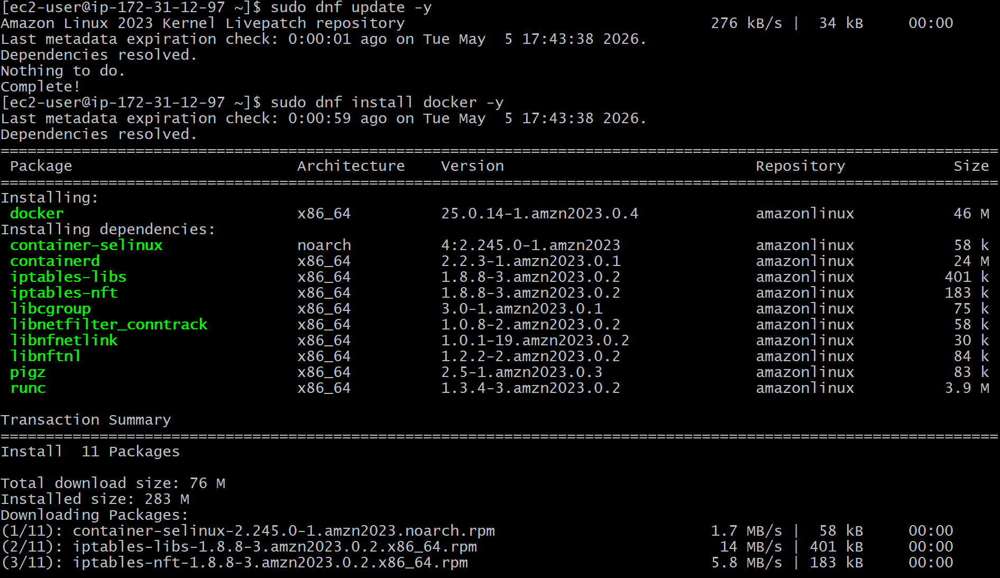 [ec2-user@ip-172-31-12-97 ~]$ sudo dnf update -y
Amazon Linux 2023 Kernel Livepatch repository                                  276 kB/s |  34 kB     00:00
Last metadata expiration check: 0:00:01 ago on Tue May  5 17:43:38 2026.
Dependencies resolved.
Nothing to do.
Complete!
[ec2-user@ip-172-31-12-97 ~]$ sudo dnf install docker -y
Last metadata expiration check: 0:00:59 ago on Tue May  5 17:43:38 2026.
Dependencies resolved.
===============================================================================================================
 Package                         Architecture    Version                            Repository            Size
===============================================================================================================
Installing:
 docker                          x86_64          25.0.14-1.amzn2023.0.4             amazonlinux           46 M
Installing dependencies:
 container-selinux               noarch          4:2.245.0-1.amzn2023               amazonlinux           58 k
 containerd                      x86_64          2.2.3-1.amzn2023.0.1               amazonlinux           24 M
 iptables-libs                   x86_64          1.8.8-3.amzn2023.0.2               amazonlinux          401 k
 iptables-nft                    x86_64          1.8.8-3.amzn2023.0.2               amazonlinux          183 k
 libcgroup                       x86_64          3.0-1.amzn2023.0.1                 amazonlinux           75 k
 libnetfilter_conntrack          x86_64          1.0.8-2.amzn2023.0.2               amazonlinux           58 k
 libnfnetlink                    x86_64          1.0.1-19.amzn2023.0.2              amazonlinux           30 k
 libnftnl                        x86_64          1.2.2-2.amzn2023.0.2               amazonlinux           84 k
 pigz                            x86_64          2.5-1.amzn2023.0.3                 amazonlinux           83 k
 runc                            x86_64          1.3.4-3.amzn2023.0.2               amazonlinux          3.9 M

Transaction Summary
===============================================================================================================
Install  11 Packages

Total download size: 76 M
Installed size: 283 M
Downloading Packages:
(1/11): container-selinux-2.245.0-1.amzn2023.noarch.rpm                        1.7 MB/s |  58 kB     00:00
(2/11): iptables-libs-1.8.8-3.amzn2023.0.2.x86_64.rpm                           14 MB/s | 401 kB     00:00
(3/11): iptables-nft-1.8.8-3.amzn2023.0.2.x86_64.rpm                           5.8 MB/s | 183 kB     00:00